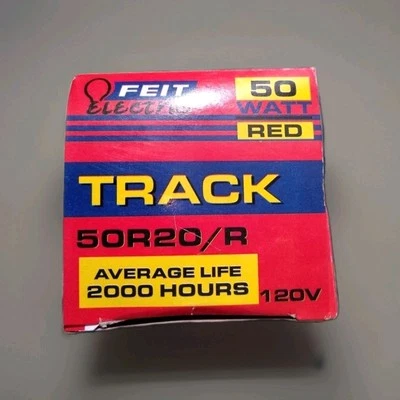 FEIT
ELECTRIC
50
WATT
RED
TRACK
50R20/R
AVERAGE LIFE
2000 HOURS
120V